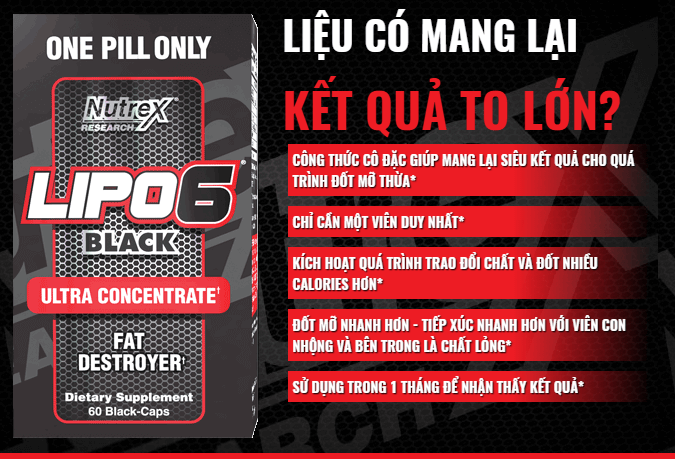 ONE PILL ONLY
Nutrex®
RESEARCH
LIPO6®
BLACK
ULTRA CONCENTRATE†
FAT
DESTROYER†
Dietary Supplement
60 Black-Caps
LIỆU CÓ MANG LẠI
KẾT QUẢ TO LỚN?
CÔNG THỨC CÔ ĐẶC GIÚP MANG LẠI SIÊU KẾT QUẢ CHO QUÁ
TRÌNH ĐỐT MỠ THỪA*
CHỈ CẦN MỘT VIÊN DUY NHẤT*
KÍCH HOẠT QUÁ TRÌNH TRAO ĐỔI CHẤT VÀ ĐỐT NHIỀU
CALORIES HƠN*
ĐỐT MỠ NHANH HƠN - TIẾP XÚC NHANH HƠN VỚI VIÊN CON
NHỘNG VÀ BÊN TRONG LÀ CHẤT LỎNG*
SỬ DỤNG TRONG 1 THÁNG ĐỂ NHẬN THẤY KẾT QUẢ*